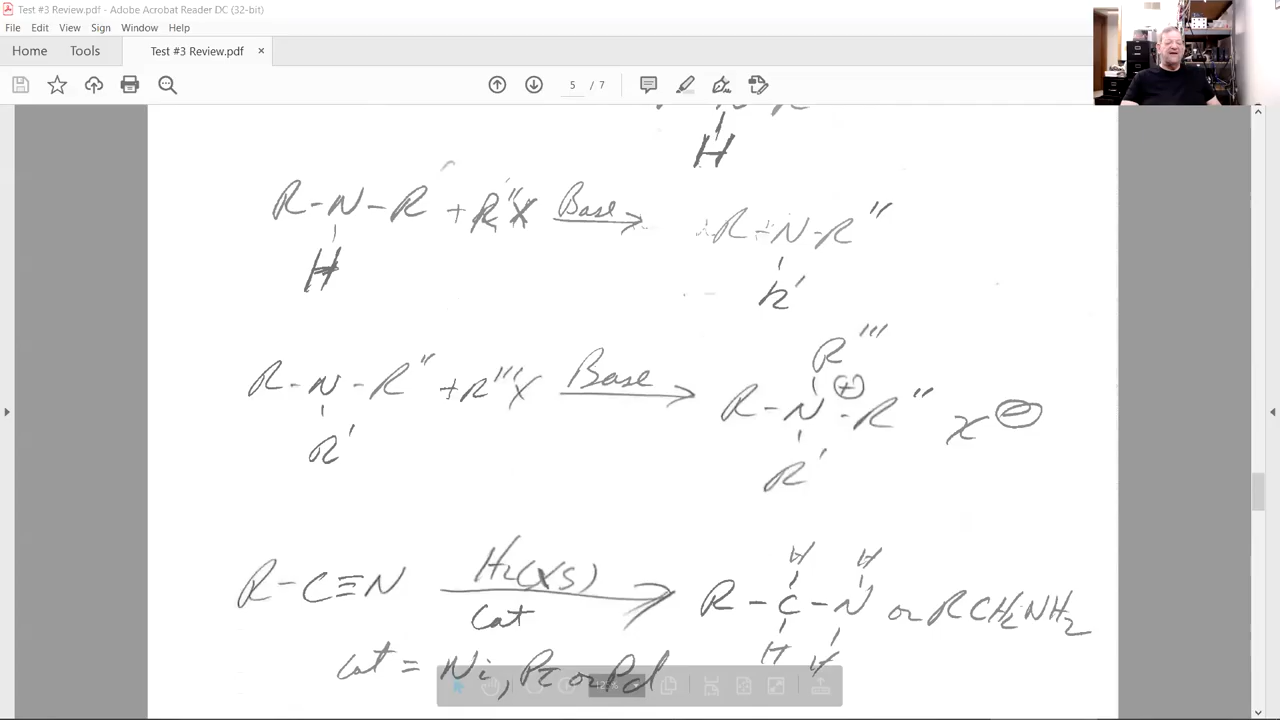 Test #3 Review.pdf - Adobe Acrobat Reader DC (32-bit)
File Edit View Sign Window Help
Home Tools Test #3 Review.pdf ×
5 / 7
H
R-N-R' + R''X Base R-N-R''
H R'
R'''
R-N-R'' + R'''X Base R-N-R'' X
R' ⊕ ⊖
R'
H H
R-C≡N H2(XS) R-C-N or RCH2NH2
Cat H H
Cat = Ni, Pt or Pd